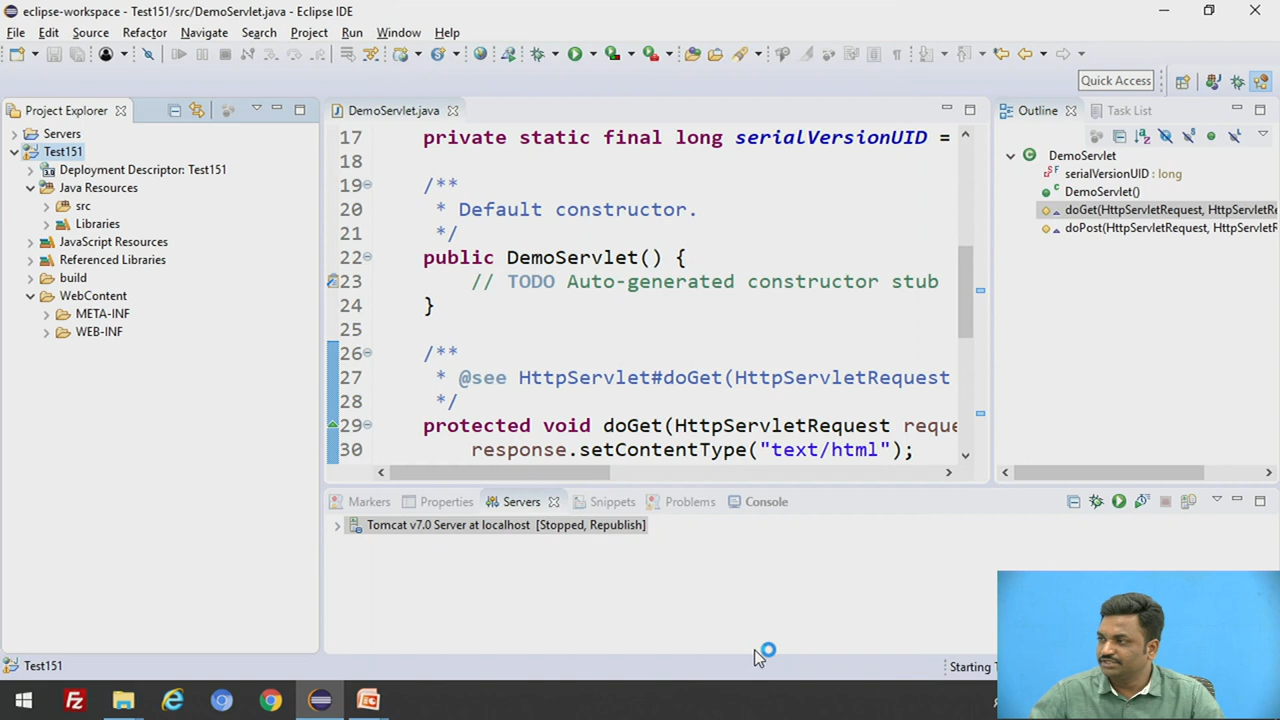 eclipse-workspace - Test151/src/DemoServlet.java - Eclipse IDE
File Edit Source Refactor Navigate Search Project Run Window Help
Quick Access
Project Explorer
Servers
Test151
Deployment Descriptor: Test151
Java Resources
src
Libraries
JavaScript Resources
Referenced Libraries
build
WebContent
META-INF
WEB-INF
DemoServlet.java
17 private static final long serialVersionUID =
18
19 /**
20 * Default constructor.
21 */
22 public DemoServlet() {
23 // TODO Auto-generated constructor stub
24 }
25
26 /**
27 * @see HttpServlet#doGet(HttpServletRequest
28 */
29 protected void doGet(HttpServletRequest reque
30 response.setContentType("text/html");
Outline Task List
DemoServlet
serialVersionUID : long
DemoServlet()
doGet(HttpServletRequest, HttpServletRe
doPost(HttpServletRequest, HttpServletR
Markers Properties Servers Snippets Problems Console
Tomcat v7.0 Server at localhost [Stopped, Republish]
Test151
Starting T